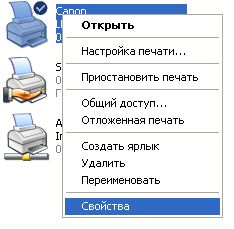 Canon
Открыть
Настройка печати...
Приостановить печать
Общий доступ...
Отложенная печать
Создать ярлык
Удалить
Переименовать
Свойства